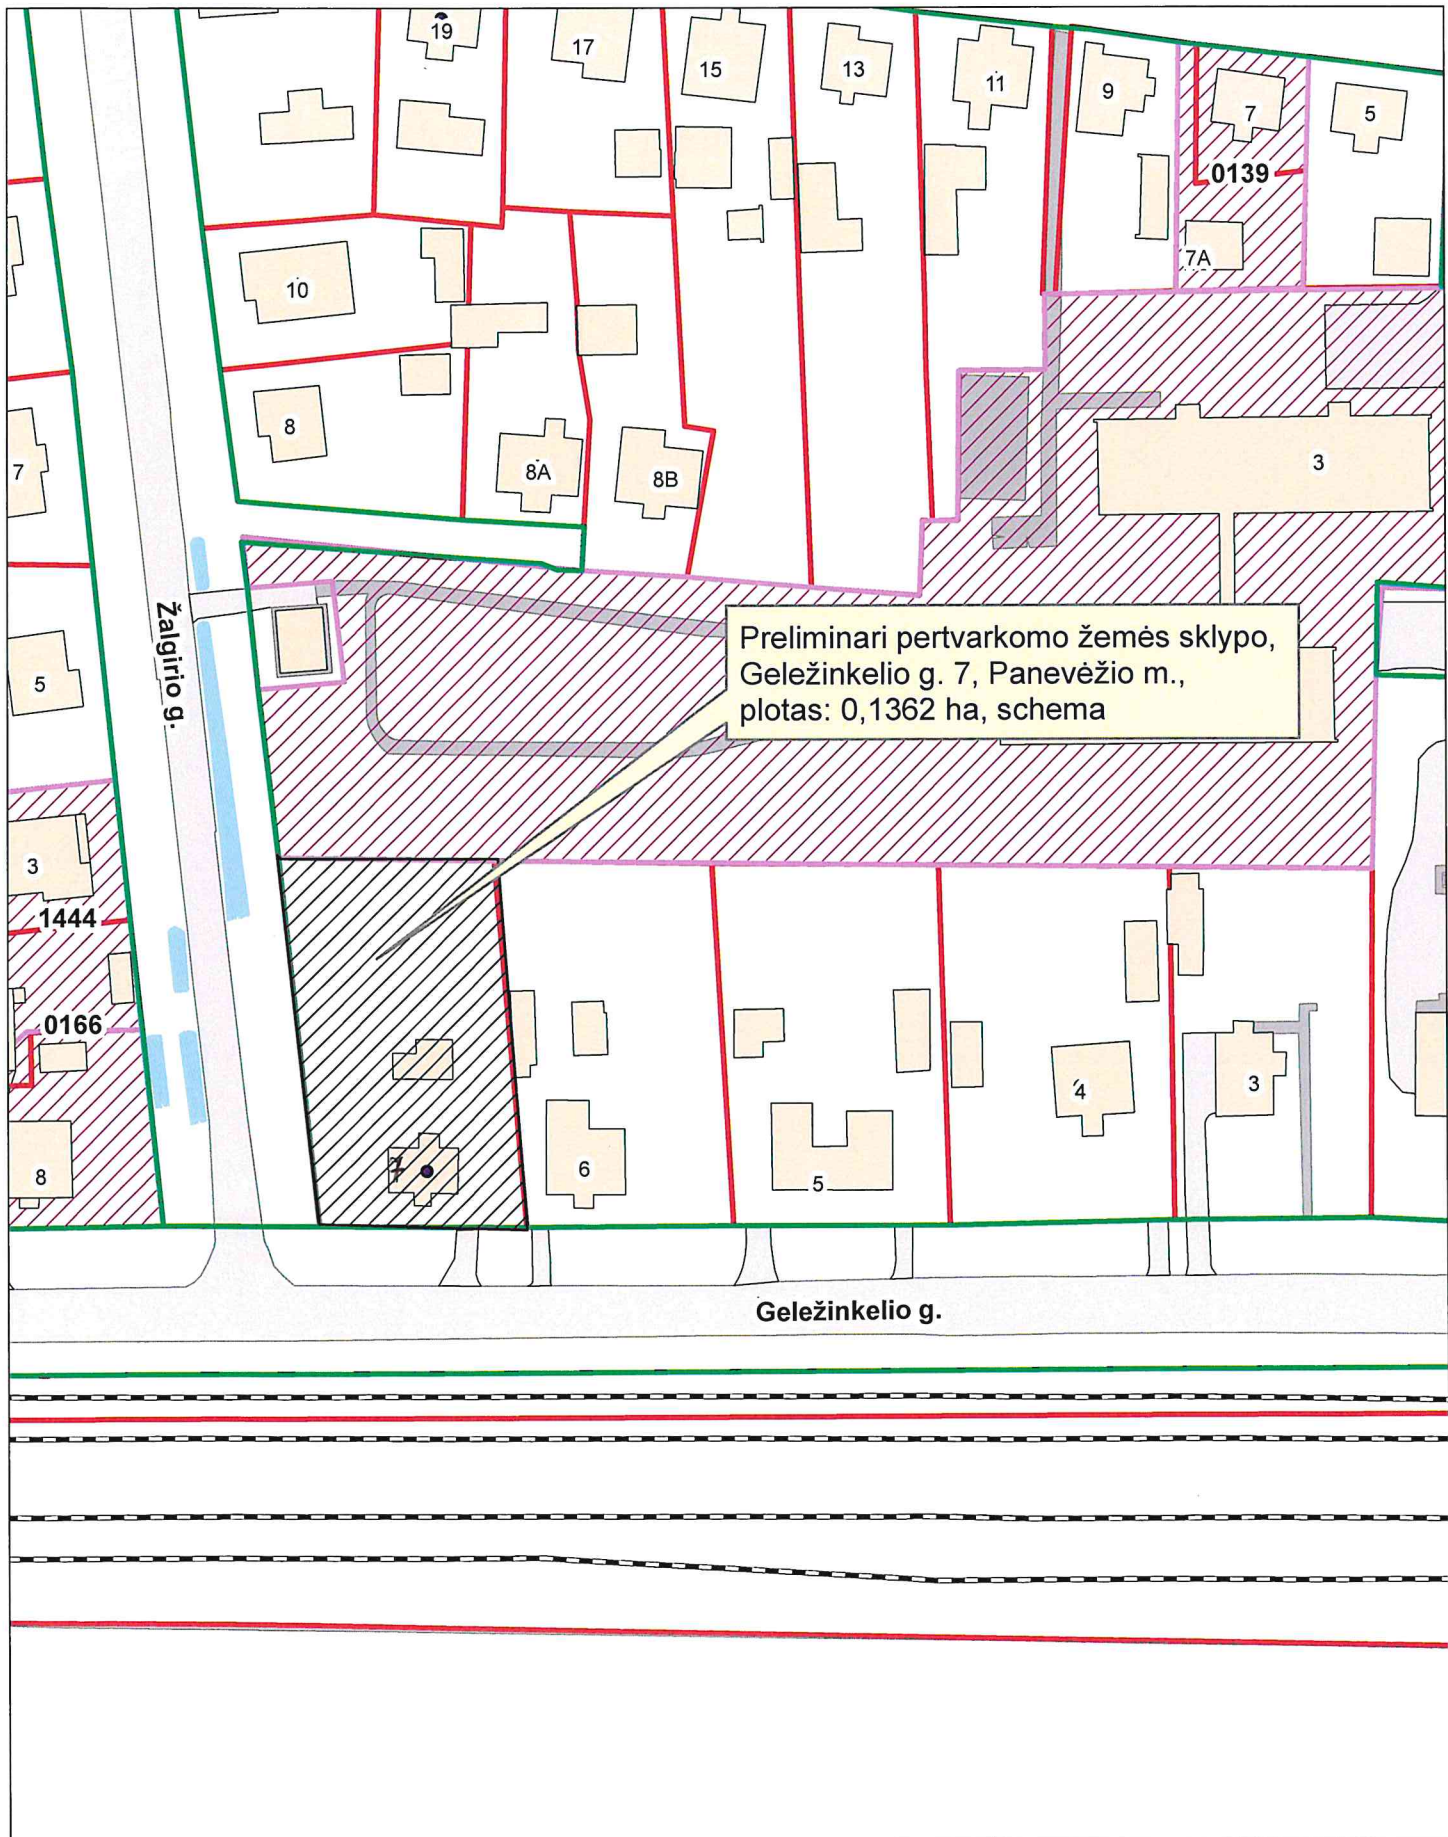 19
17
15
13
11
9
7
5
0139
7A
10
8
8A
8B
3
7
Žalgirio g.
5
Preliminari pertvarkomo žemės sklypo,
Geležinkelio g. 7, Panevėžio m.,
plotas: 0,1362 ha, schema
3
1444
0166
8
7
6
5
4
3
Geležinkelio g.